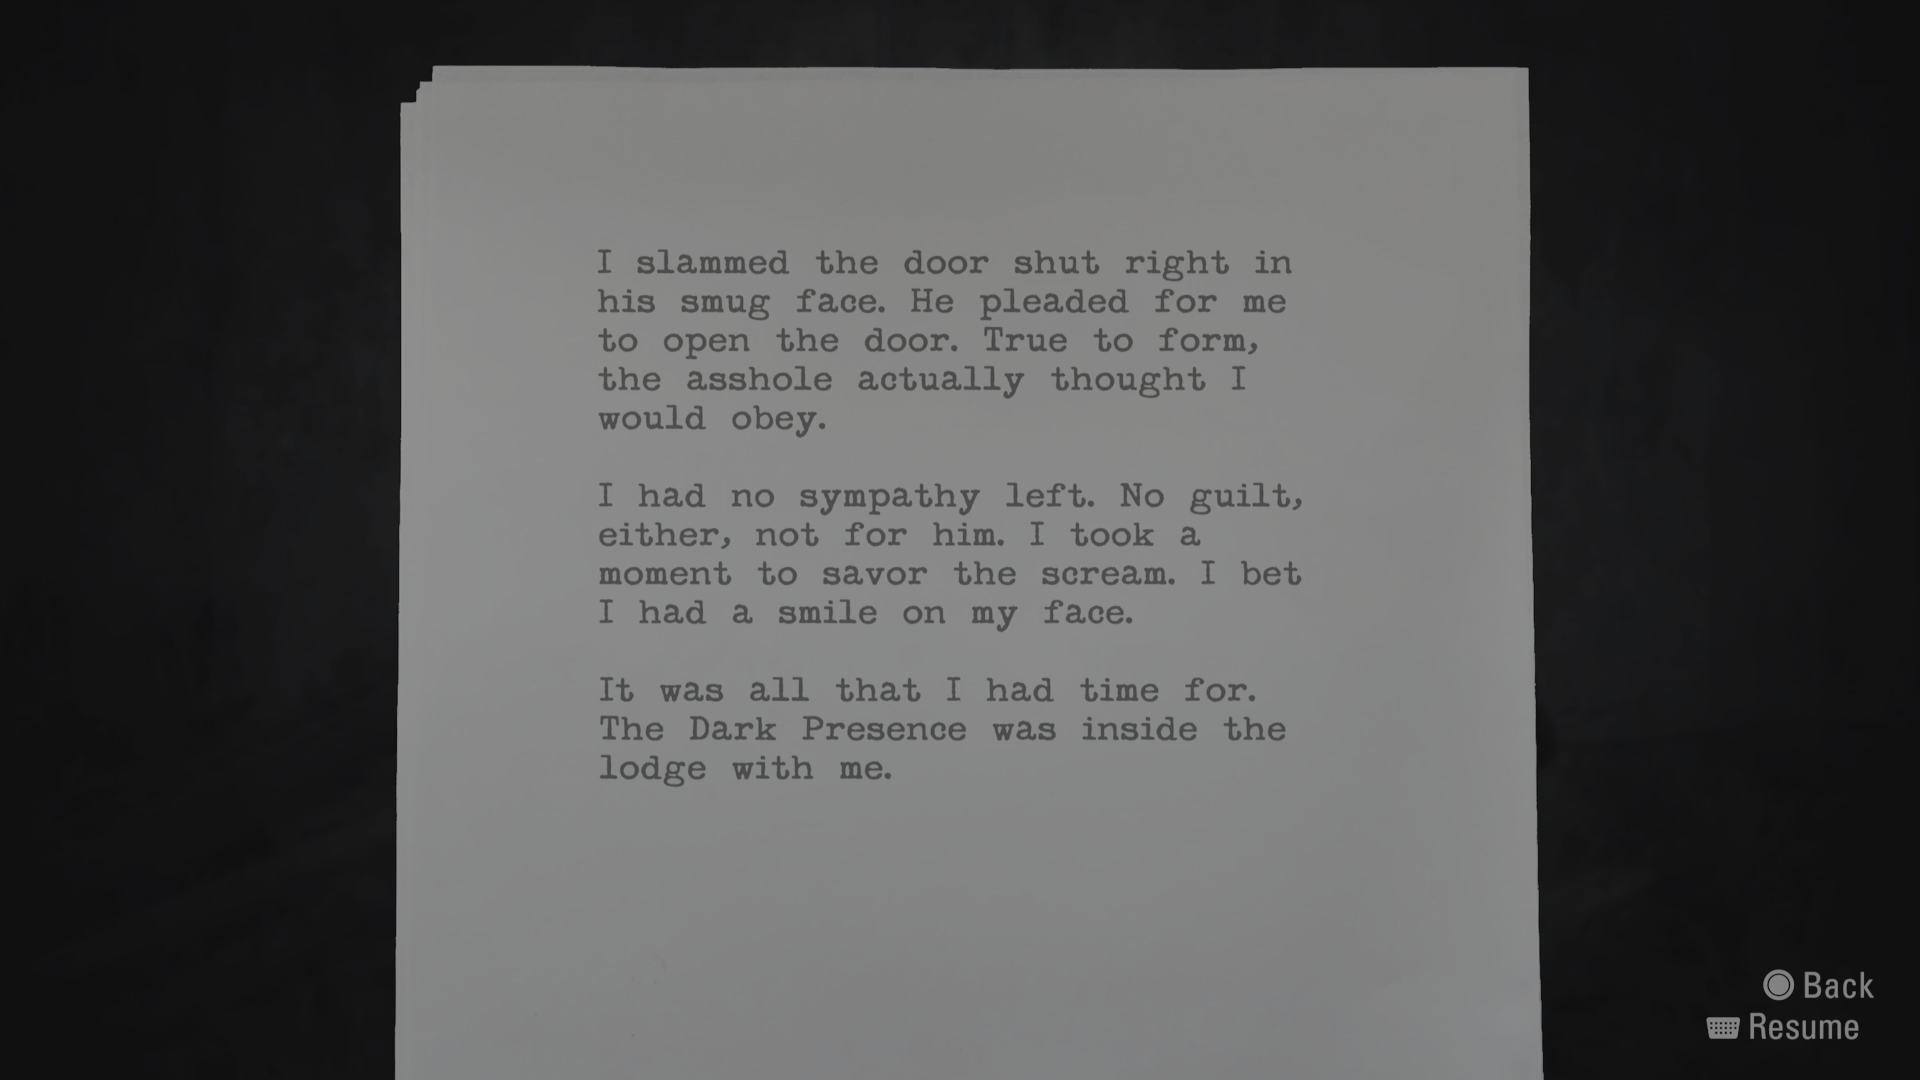 I slammed the door shut right in
his smug face. He pleaded for me
to open the door. True to form,
the asshole actually thought I
would obey.
I had no sympathy left. No guilt,
either, not for him. I took a
moment to savor the scream. I bet
I had a smile on my face.
It was all that I had time for.
The Dark Presence was inside the
lodge with me.
Back
Resume